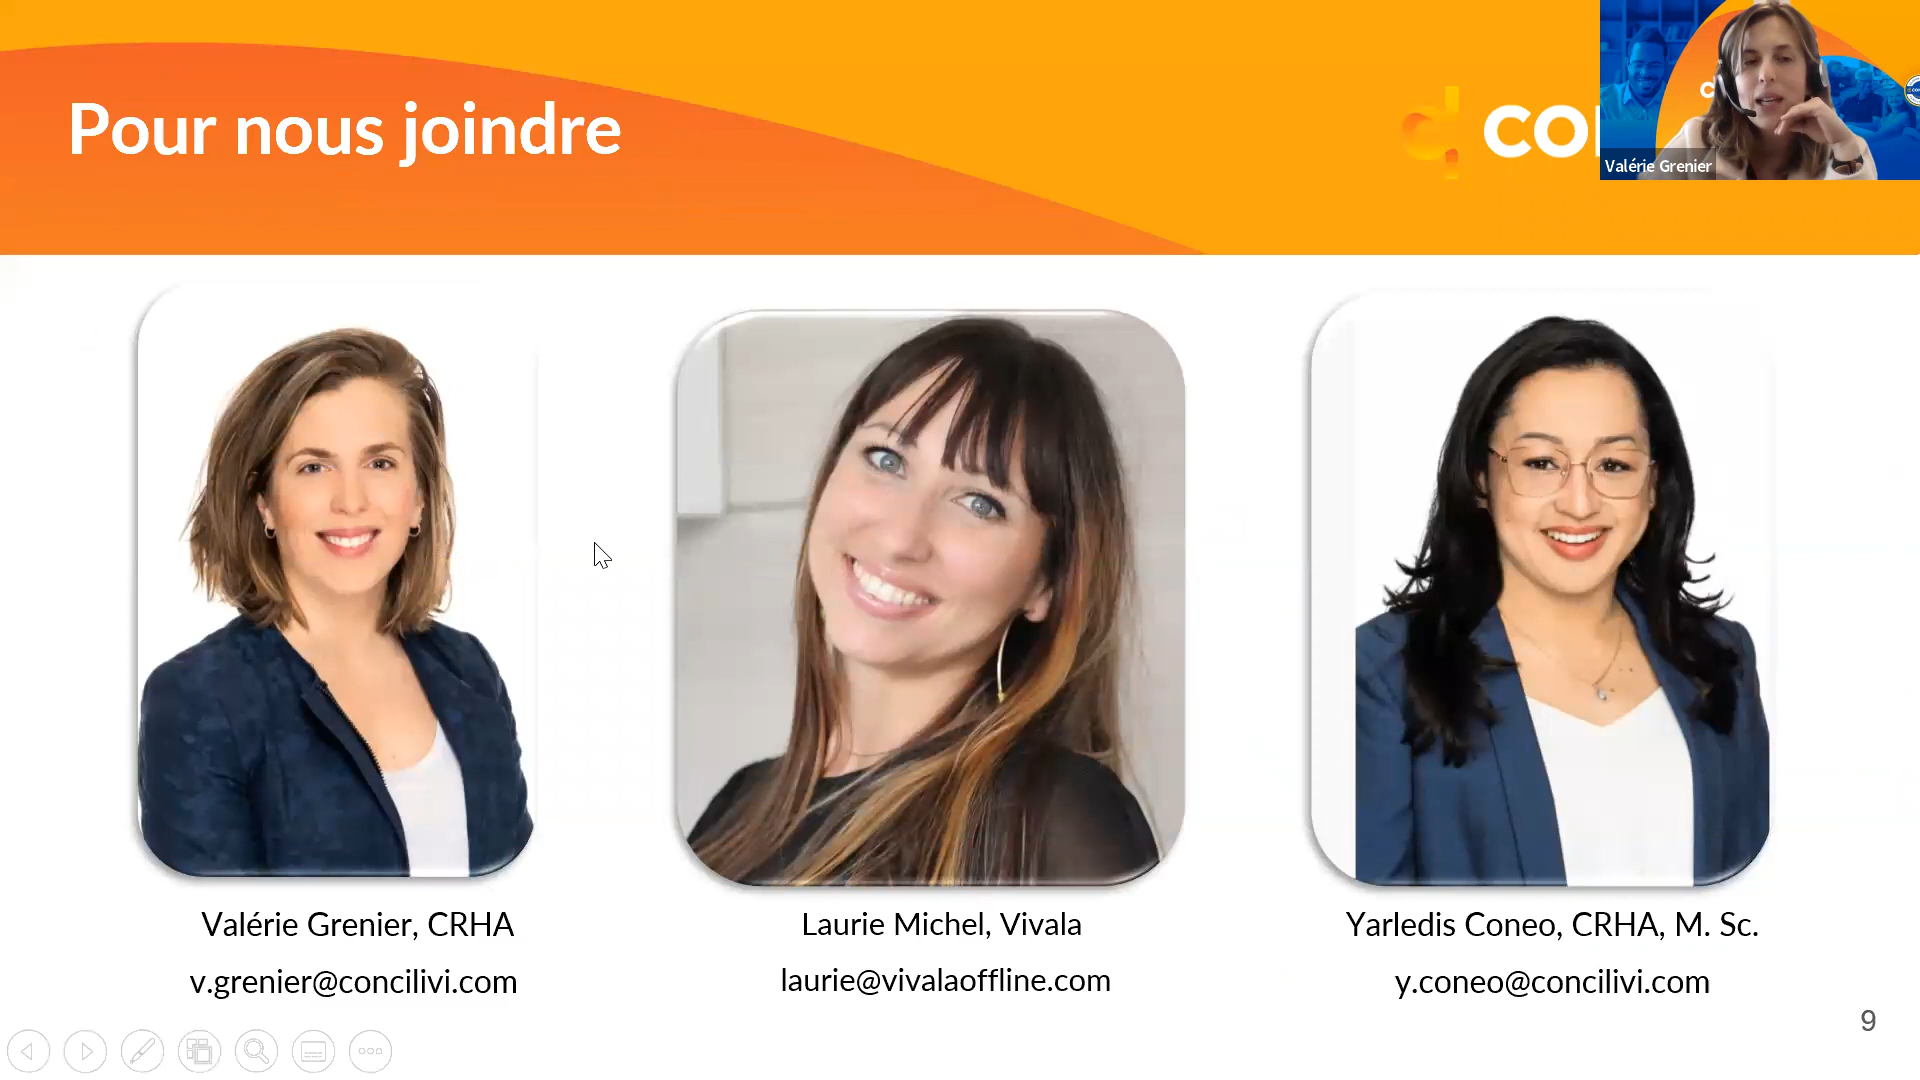 Pour nous joindre
co
Valérie Grenier
Valérie Grenier, CRHA
v.grenier@concilivi.com
Laurie Michel, Vivala
laurie@vivalaoffline.com
Yarledis Coneo, CRHA, M. Sc.
y.coneo@concilivi.com
9